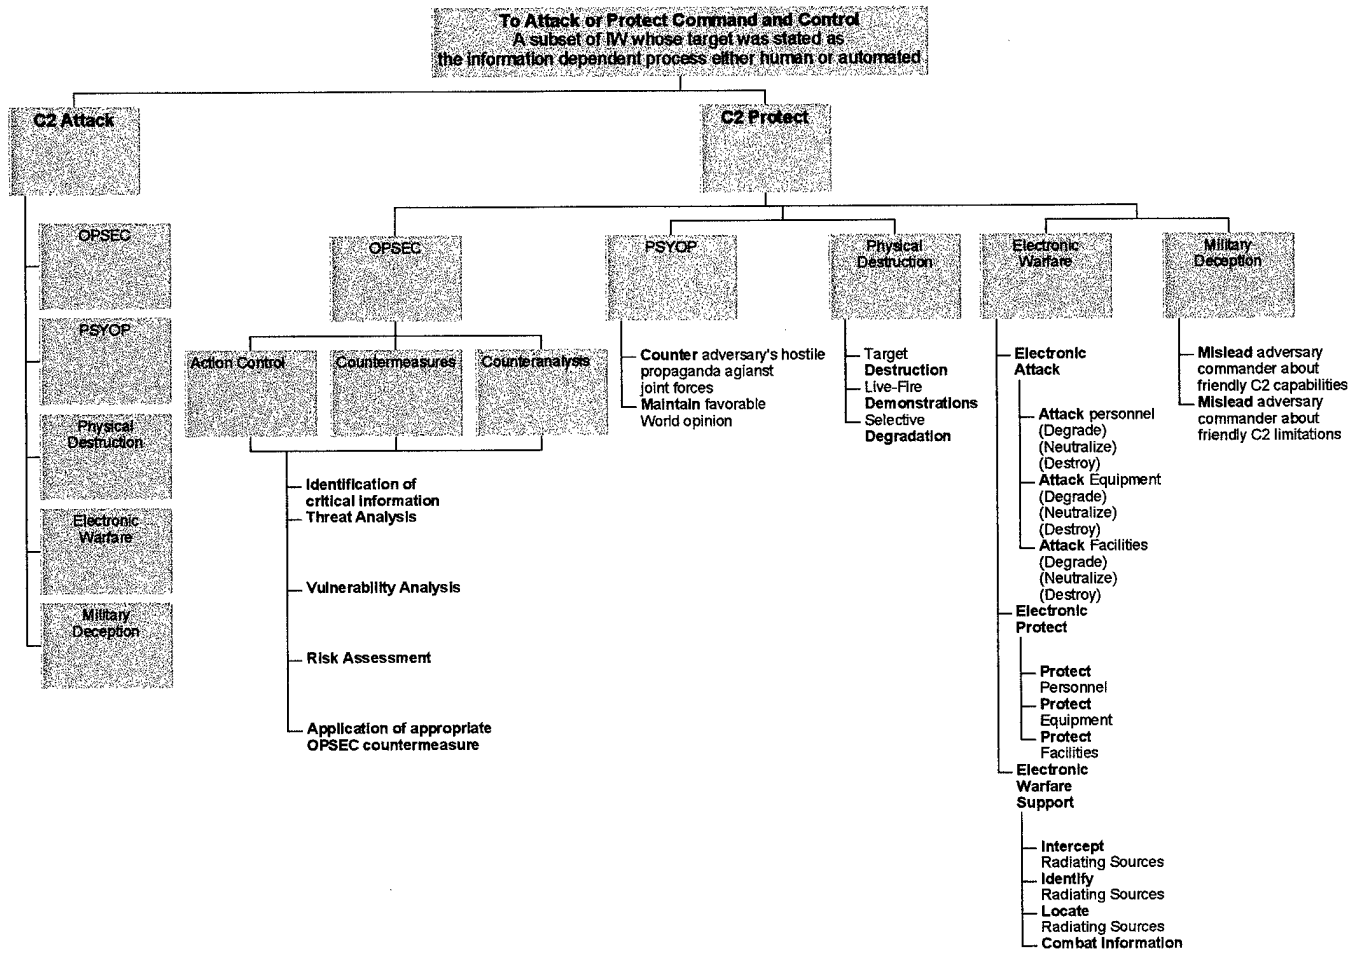 To Attack or Protect Command and Control
A subset of IW whose target was stated as
the information dependent process either human or automated
C2 Attack
C2 Protect
OPSEC
PSYOP
Physical
Destruction
Electronic
Warfare
Military
Deception
OPSEC
Action Control
Countermeasures
Counteranalysis
Identification of
critical information
Threat Analysis
Vulnerability Analysis
Risk Assessment
Application of appropriate
OPSEC countermeasure
PSYOP
Counter adversary's hostile
propaganda agianst
joint forces
Maintain favorable
World opinion
Physical
Destruction
Target
Destruction
Live-Fire
Demonstrations
Selective
Degradation
Electronic
Warfare
Electronic
Attack
Attack personnel
(Degrade)
(Neutralize)
(Destroy)
Attack Equipment
(Degrade)
(Neutralize)
(Destroy)
Attack Facilities
(Degrade)
(Neutralize)
(Destroy)
Electronic
Protect
Protect
Personnel
Protect
Equipment
Protect
Facilities
Electronic
Warfare
Support
Intercept
Radiating Sources
Identify
Radiating Sources
Locate
Radiating Sources
Combat Information
Military
Deception
Mislead adversary
commander about
friendly C2 capabilities
Mislead adversary
commander about
friendly C2 limitations